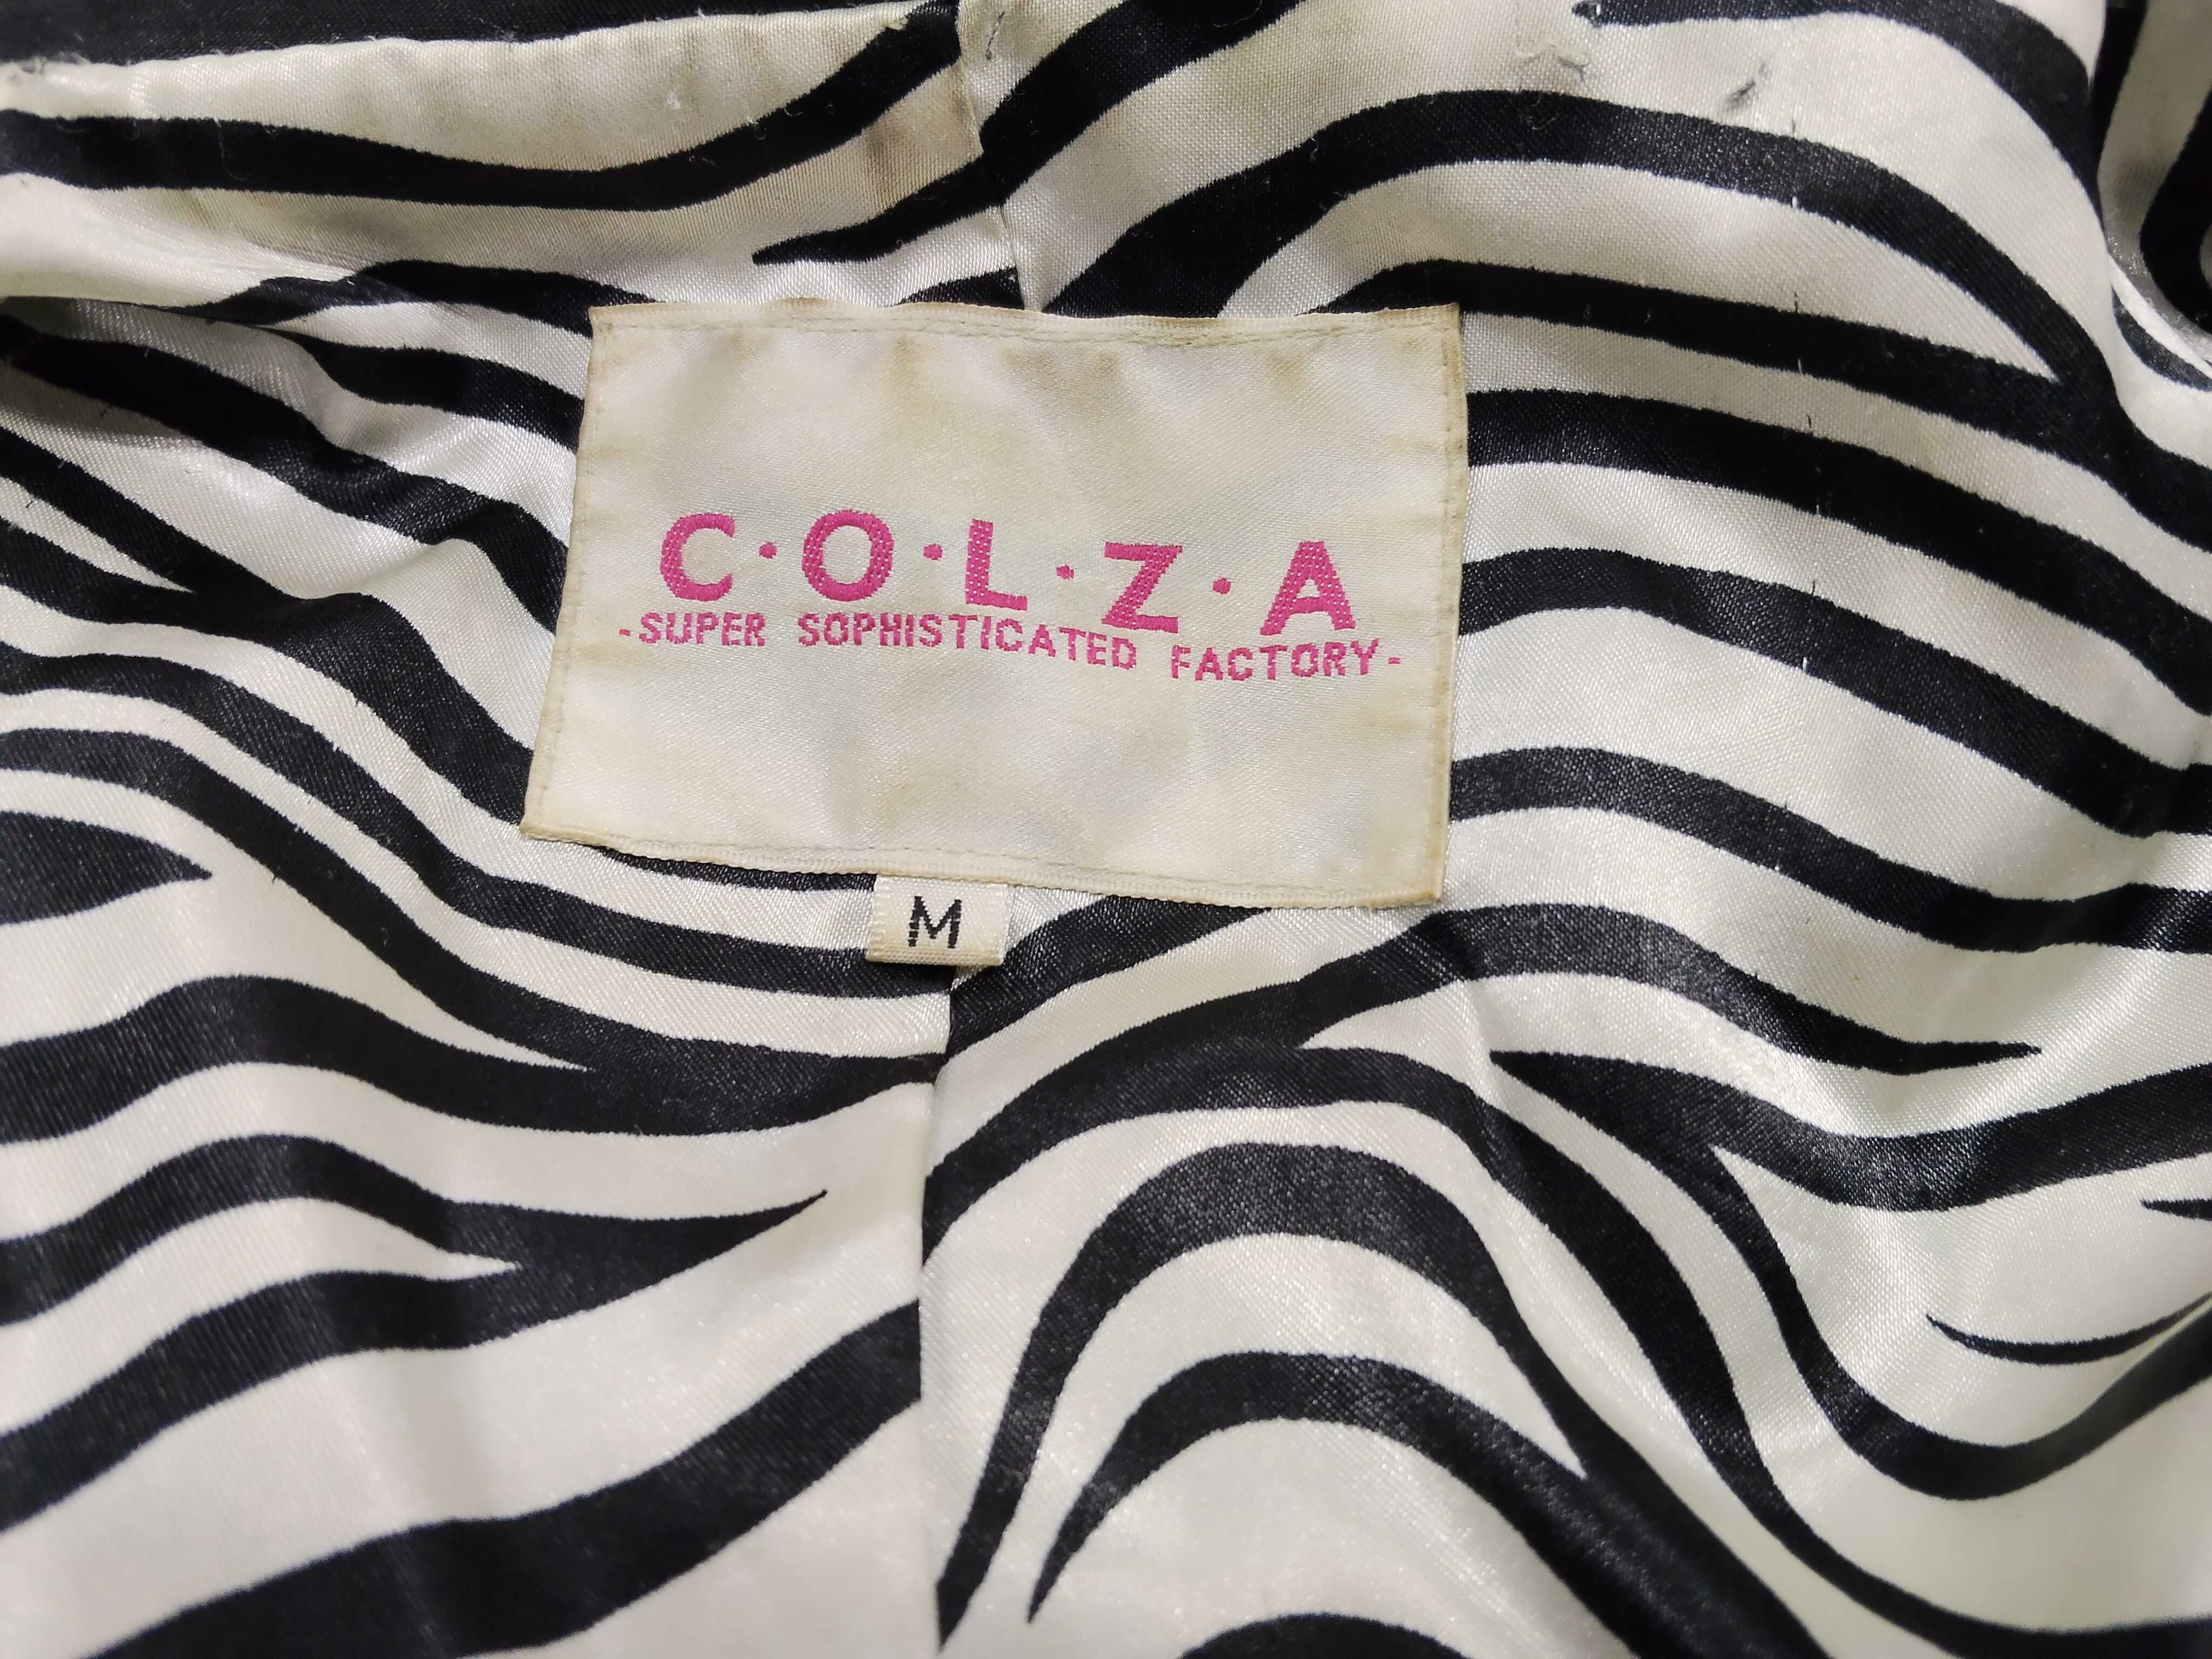 C·O·L·Z·A
-SUPER SOPHISTICATED FACTORY-
M